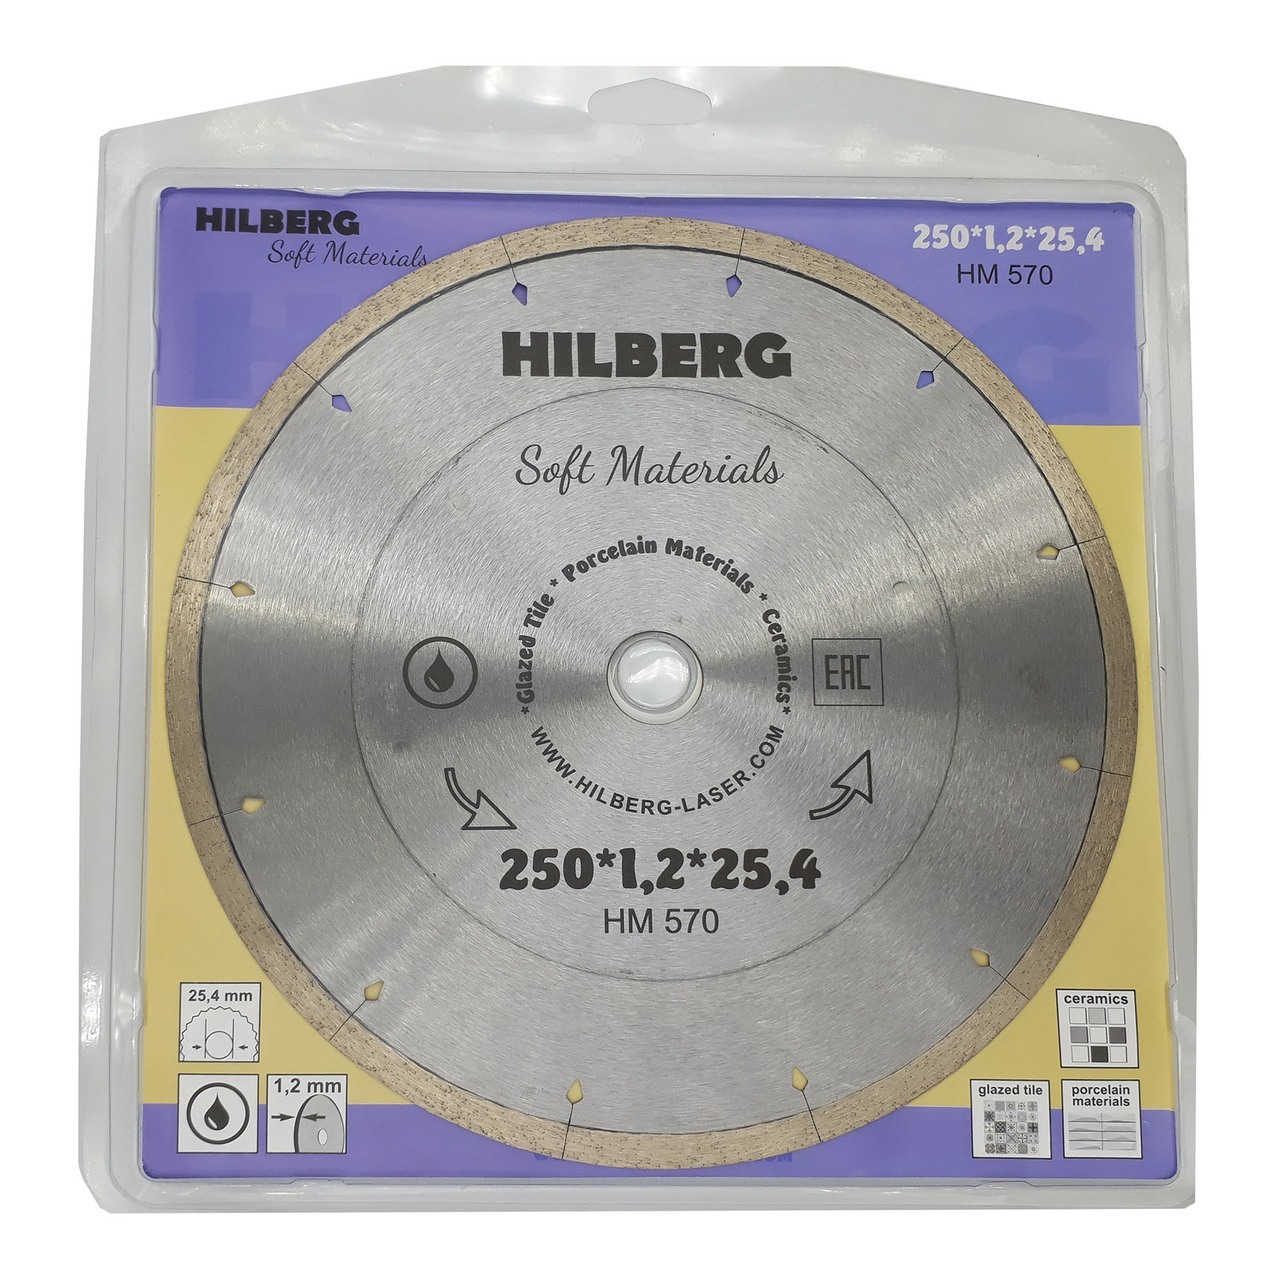 HILBERG
Soft Materials
250*1,2*25,4
HM 570
HILBERG
Soft Materials
*Glazed Tile * Porcelain Materials * Ceramics*
WWW.HILBERG-LASER.COM
EAC
250*1,2*25,4
HM 570
25,4 mm
1,2 mm
ceramics
glazed tile
porcelain
materials